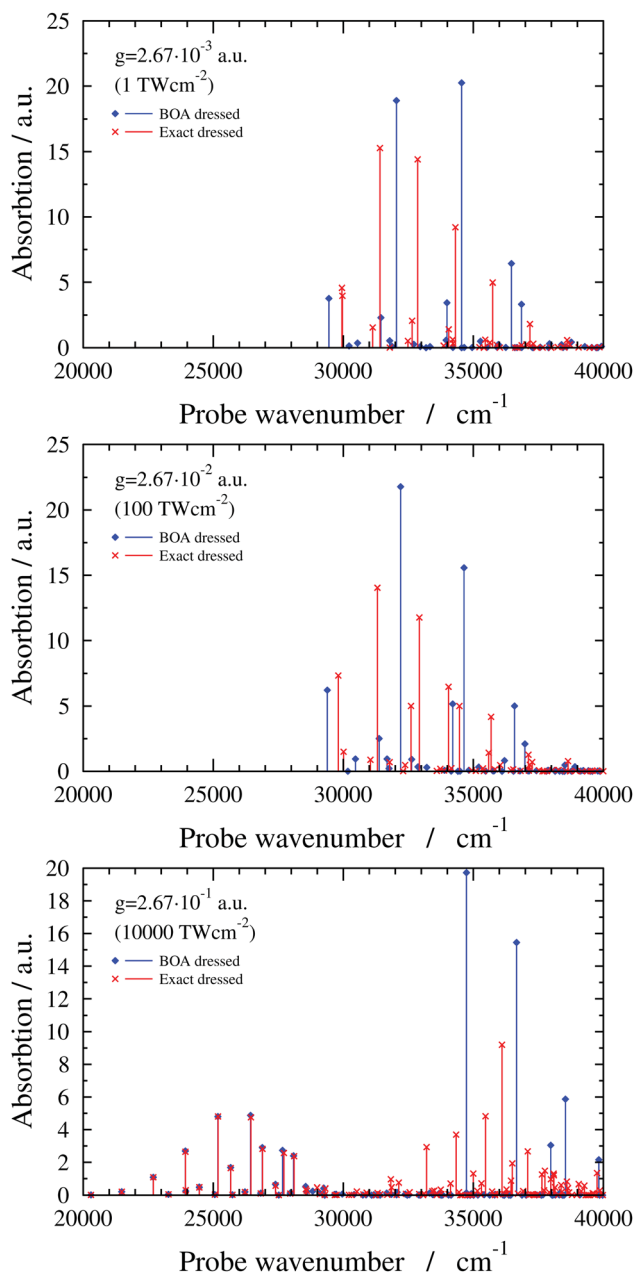 25
20
15
10
5
0
Absorbtion / a.u.
g=2.67·10⁻³ a.u.
(1 TWcm⁻²)
BOA dressed
Exact dressed
20000 25000 30000 35000 40000
Probe wavenumber / cm⁻¹
25
20
15
10
5
0
Absorbtion / a.u.
g=2.67·10⁻² a.u.
(100 TWcm⁻²)
BOA dressed
Exact dressed
20000 25000 30000 35000 40000
Probe wavenumber / cm⁻¹
20
18
16
14
12
10
8
6
4
2
0
Absorbtion / a.u.
g=2.67·10⁻¹ a.u.
(10000 TWcm⁻²)
BOA dressed
Exact dressed
20000 25000 30000 35000 40000
Probe wavenumber / cm⁻¹